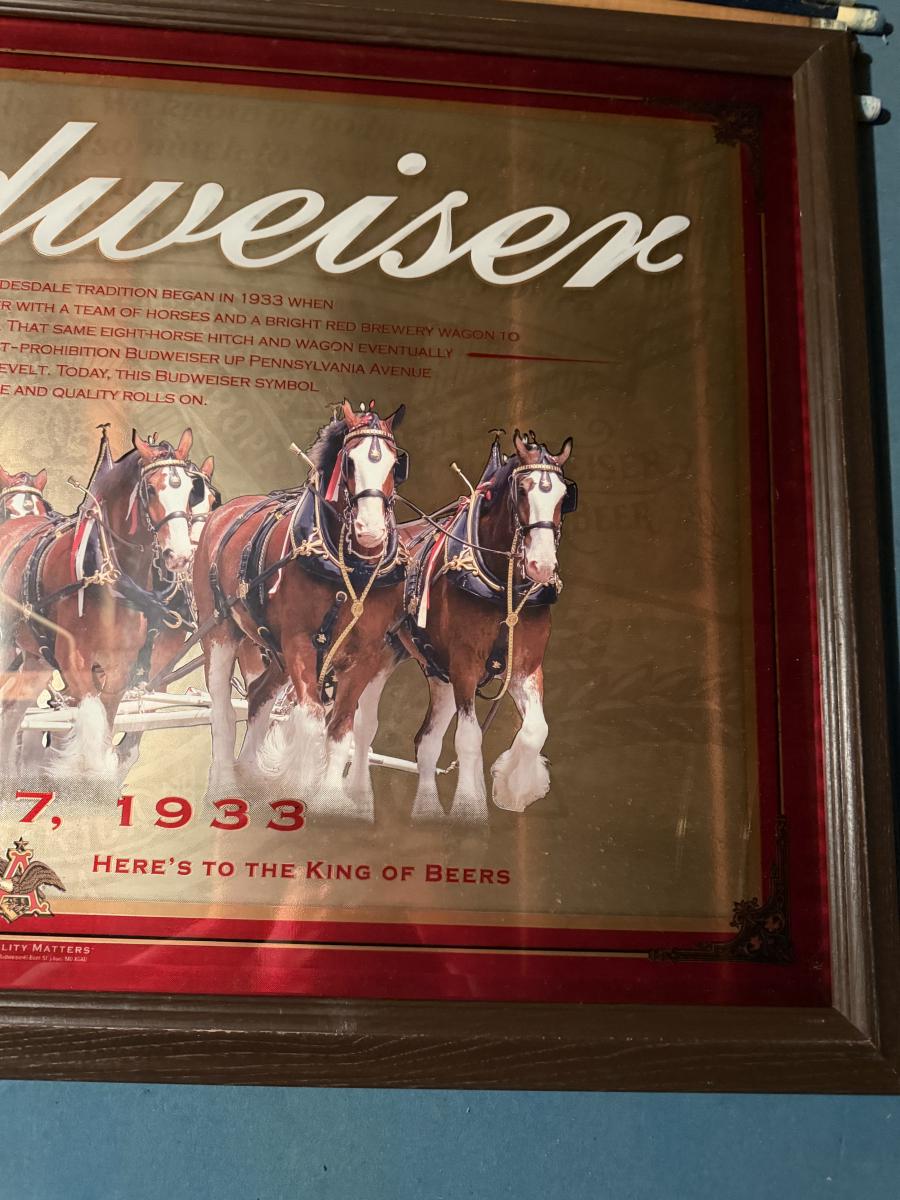 dweiser
DESDALE TRADITION BEGAN IN 1933 WHEN
R WITH A TEAM OF HORSES AND A BRIGHT RED BREWERY WAGON TO
. THAT SAME EIGHT-HORSE HITCH AND WAGON EVENTUALLY
T-PROHIBITION BUDWEISER UP PENNSYLVANIA AVENUE
EVELT. TODAY, THIS BUDWEISER SYMBOL
E AND QUALITY ROLLS ON.
7, 1933
HERE'S TO THE KING OF BEERS
LITY MATTERS